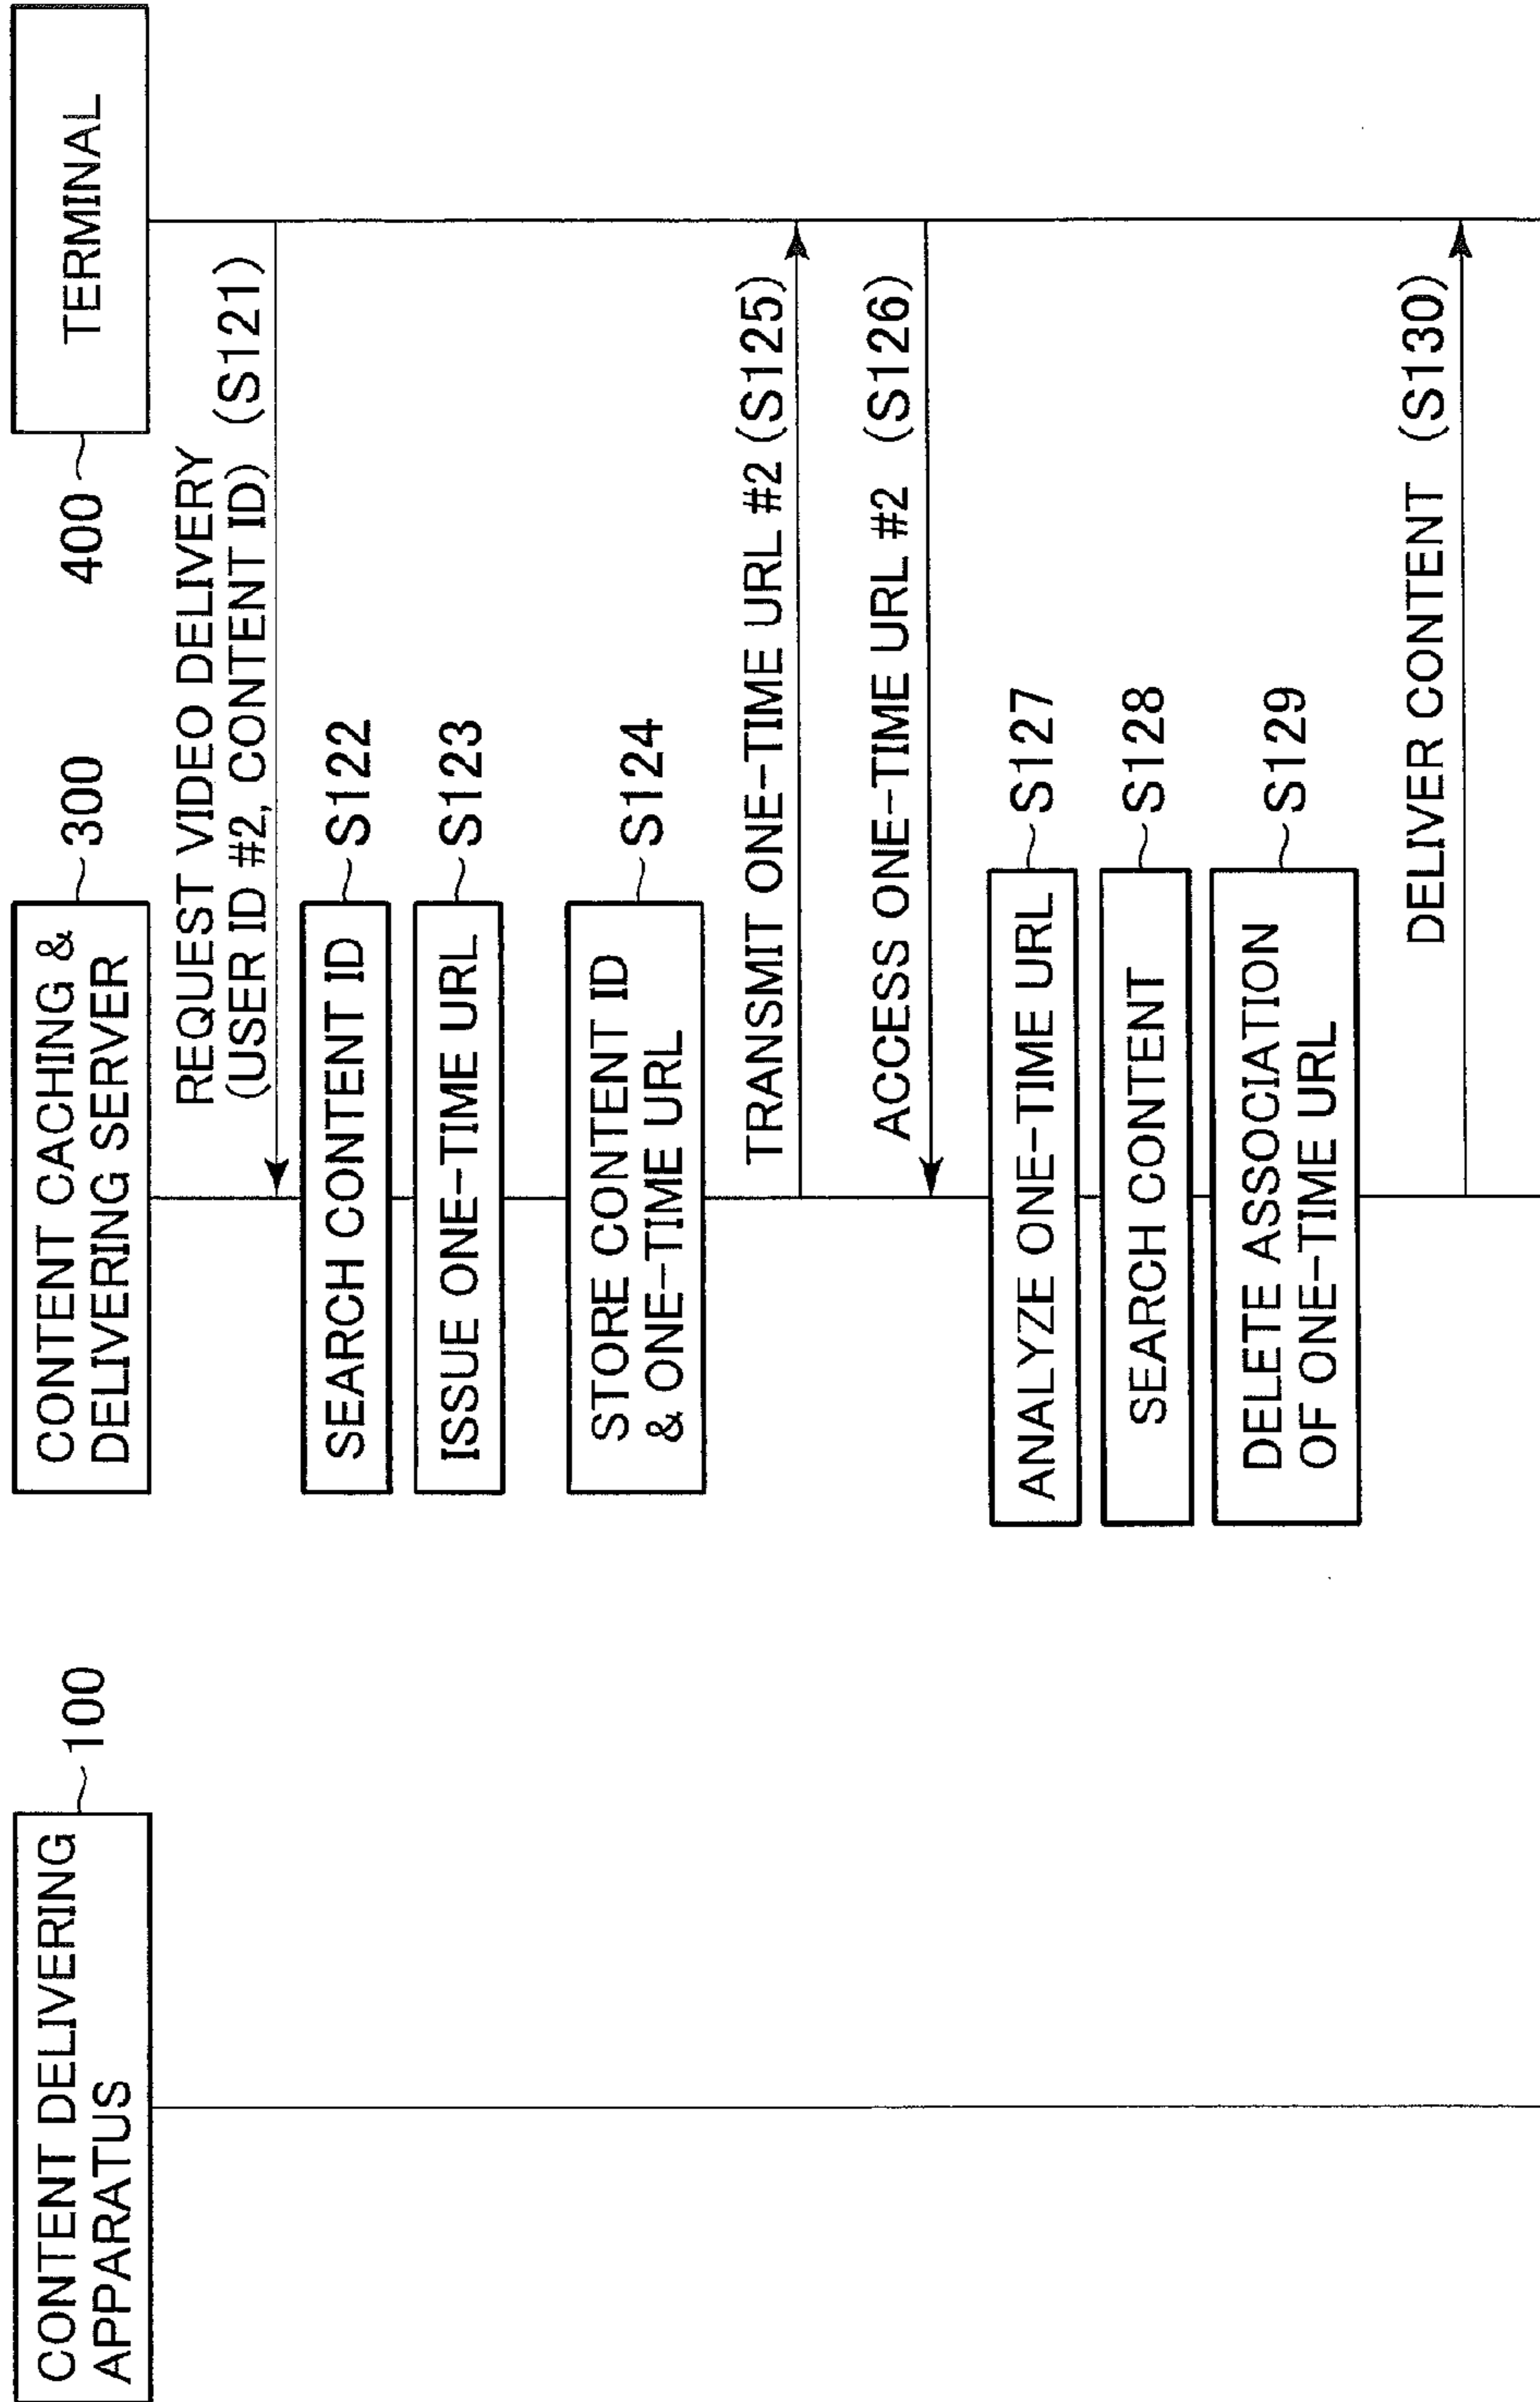 CONTENT DELIVERING
APPARATUS
100
CONTENT CACHING &
DELIVERING SERVER
300
TERMINAL
400
REQUEST VIDEO DELIVERY
(USER ID #2, CONTENT ID) (S121)
SEARCH CONTENT ID
S122
ISSUE ONE-TIME URL
S123
STORE CONTENT ID
& ONE-TIME URL
S124
TRANSMIT ONE-TIME URL #2 (S125)
ACCESS ONE-TIME URL #2 (S126)
ANALYZE ONE-TIME URL
S127
SEARCH CONTENT
S128
DELETE ASSOCIATION
OF ONE-TIME URL
S129
DELIVER CONTENT (S130)